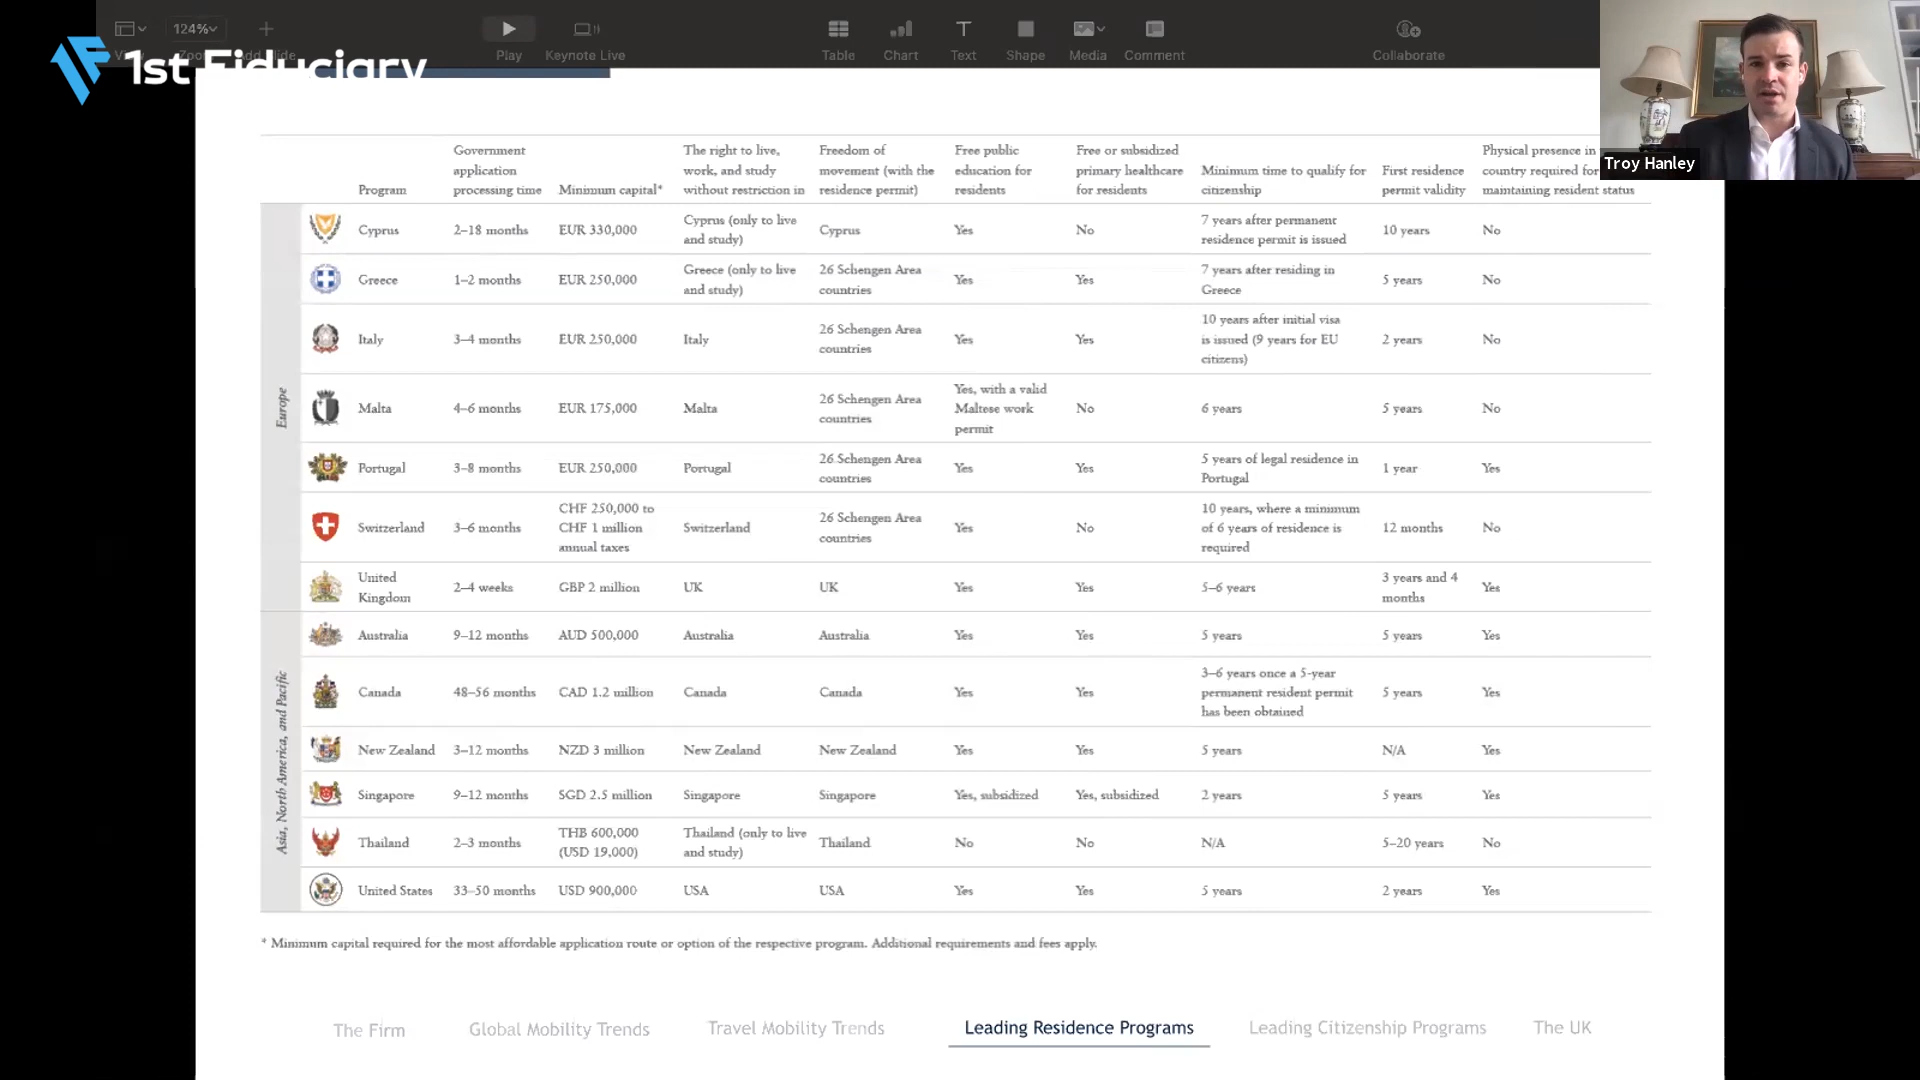 124%
Play
Keynote Live
Table
Chart
Text
Shape
Media
Comment
Collaborate
1st Fiduciary
Troy Hanley
Program
Government application processing time
Minimum capital*
The right to live, work, and study without restriction in
Freedom of movement (with the residence permit)
Free public education for residents
Free or subsidized primary healthcare for residents
Minimum time to qualify for citizenship
First residence permit validity
Physical presence in country required for maintaining resident status
Europe
Cyprus 2–18 months EUR 330,000 Cyprus (only to live and study) Cyprus Yes No 7 years after permanent residence permit is issued 10 years No
Greece 1–2 months EUR 250,000 Greece (only to live and study) 26 Schengen Area countries Yes Yes 7 years after residing in Greece 5 years No
Italy 3–4 months EUR 250,000 Italy 26 Schengen Area countries Yes Yes 10 years after initial visa is issued (9 years for EU citizens) 2 years No
Malta 4–6 months EUR 175,000 Malta 26 Schengen Area countries Yes, with a valid Maltese work permit No 6 years 5 years No
Portugal 3–8 months EUR 250,000 Portugal 26 Schengen Area countries Yes Yes 5 years of legal residence in Portugal 1 year Yes
Switzerland 3–6 months CHF 250,000 to CHF 1 million annual taxes Switzerland 26 Schengen Area countries Yes No 10 years, where a minimum of 6 years of residence is required 12 months No
United Kingdom 2–4 weeks GBP 2 million UK UK Yes Yes 5–6 years 3 years and 4 months Yes
Asia, North America, and Pacific
Australia 9–12 months AUD 500,000 Australia Australia Yes Yes 5 years 5 years Yes
Canada 48–56 months CAD 1.2 million Canada Canada Yes Yes 3–6 years once a 5-year permanent resident permit has been obtained 5 years Yes
New Zealand 3–12 months NZD 3 million New Zealand New Zealand Yes Yes 5 years N/A Yes
Singapore 9–12 months SGD 2.5 million Singapore Singapore Yes, subsidized Yes, subsidized 2 years 5 years Yes
Thailand 2–3 months THB 600,000 (USD 19,000) Thailand (only to live and study) Thailand No No N/A 5–20 years No
United States 33–50 months USD 900,000 USA USA Yes Yes 5 years 2 years Yes
* Minimum capital required for the most affordable application route or option of the respective program. Additional requirements and fees apply.
The Firm
Global Mobility Trends
Travel Mobility Trends
Leading Residence Programs
Leading Citizenship Programs
The UK